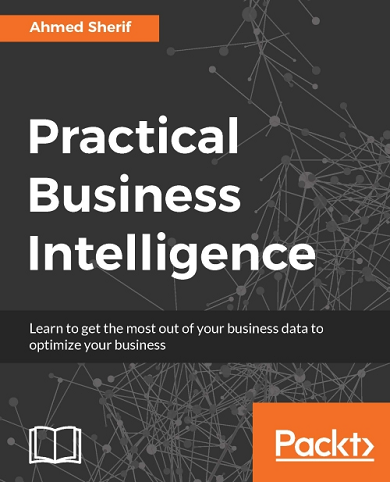 Ahmed Sherif
Practical
Business
Intelligence
Learn to get the most out of your business data to
optimize your business
Packt>